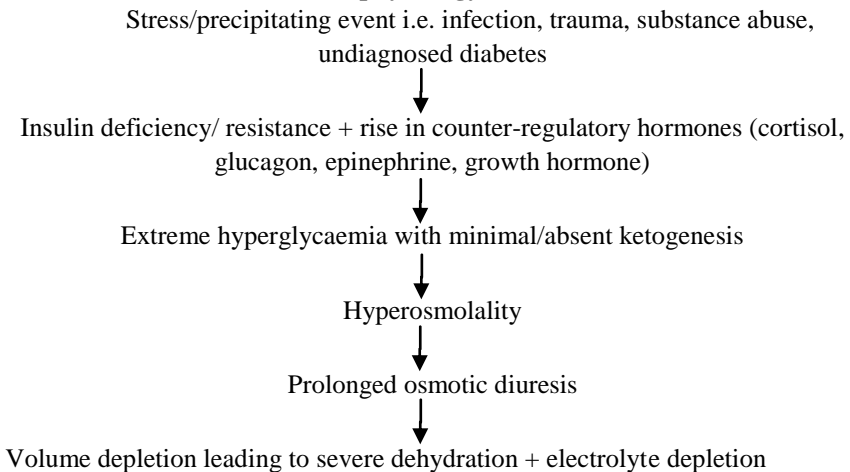 Stress/precipitating event i.e. infection, trauma, substance abuse,
undiagnosed diabetes
Insulin deficiency/ resistance + rise in counter-regulatory hormones (cortisol,
glucagon, epinephrine, growth hormone)
Extreme hyperglycaemia with minimal/absent ketogenesis
Hyperosmolality
Prolonged osmotic diuresis
Volume depletion leading to severe dehydration + electrolyte depletion